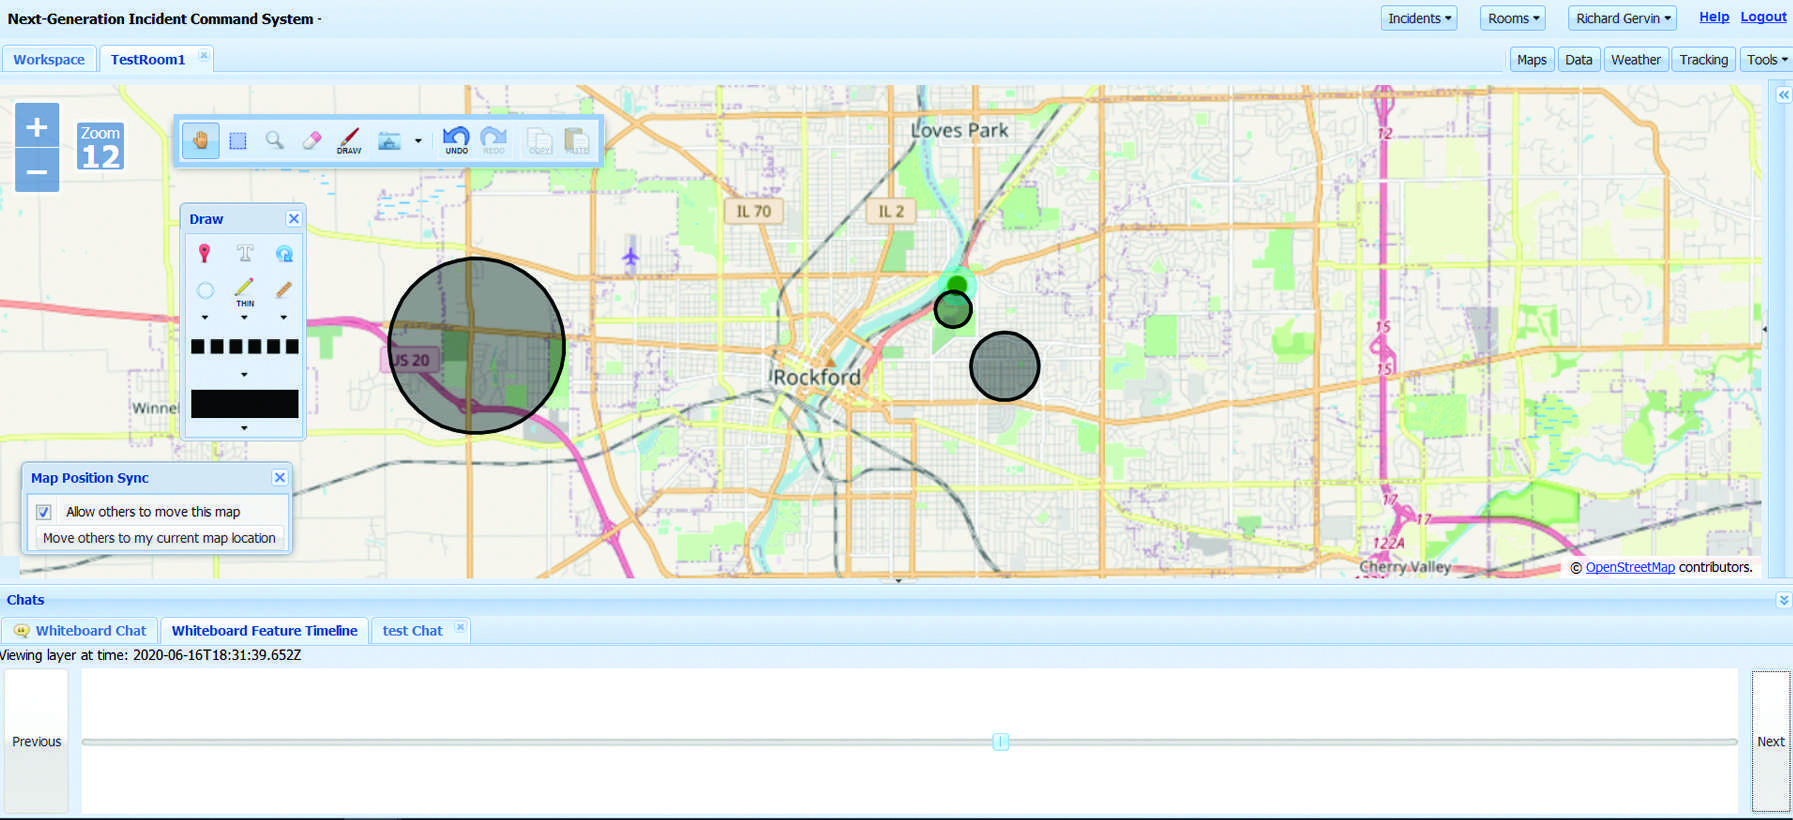 Next-Generation Incident Command System -
Incidents
Rooms
Richard Gervin
Help
Logout
Workspace
TestRoom1
Maps
Data
Weather
Tracking
Tools
+
−
Zoom
12
DRAW
UNDO
REDO
COPY
PASTE
Loves Park
12
IL 70
IL 2
Draw
T
THIN
US 20
15
15
Rockford
Winnel
Map Position Sync
Allow others to move this map
Move others to my current map location
17
17
17
122A
Cherry Valley
© OpenStreetMap contributors.
Chats
Whiteboard Chat
Whiteboard Feature Timeline
test Chat
Viewing layer at time: 2020-06-16T18:31:39.652Z
Previous
Next